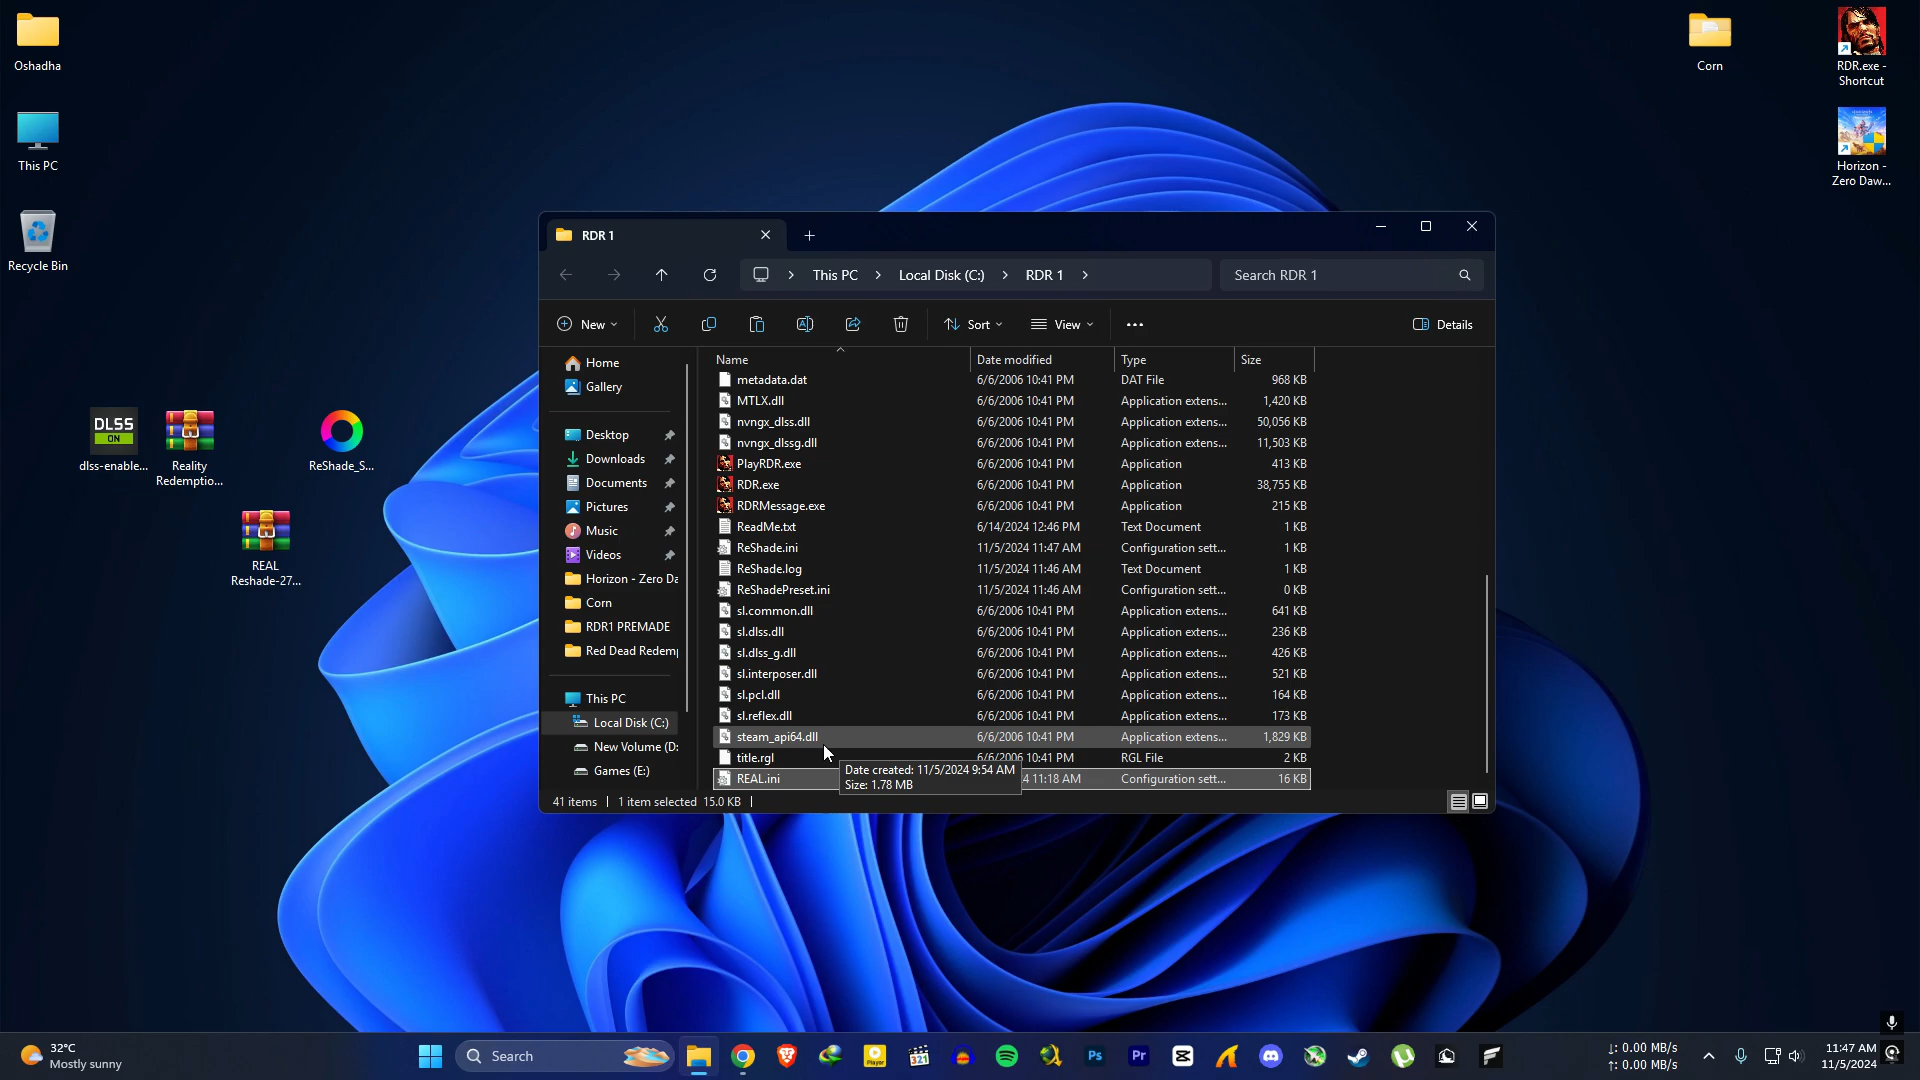 Oshadha
This PC
Recycle Bin
DLSS
ON
dlss-enable...
Reality
Redemptio...
ReShade_S...
REAL
Reshade-27...
Corn
RDR.exe -
Shortcut
Horizon -
Zero Daw...
RDR 1
This PC > Local Disk (C:) > RDR 1 >
Search RDR 1
New
Sort
View
Details
Home
Gallery
Desktop
Downloads
Documents
Pictures
Music
Videos
Horizon - Zero Da
Corn
RDR1 PREMADE
Red Dead Redemp
This PC
Local Disk (C:)
New Volume (D:
Games (E:)
Name Date modified Type Size
metadata.dat 6/6/2006 10:41 PM DAT File 968 KB
MTLX.dll 6/6/2006 10:41 PM Application extens... 1,420 KB
nvngx_dlss.dll 6/6/2006 10:41 PM Application extens... 50,056 KB
nvngx_dlssg.dll 6/6/2006 10:41 PM Application extens... 11,503 KB
PlayRDR.exe 6/6/2006 10:41 PM Application 413 KB
RDR.exe 6/6/2006 10:41 PM Application 38,755 KB
RDRMessage.exe 6/6/2006 10:41 PM Application 215 KB
ReadMe.txt 6/14/2024 12:46 PM Text Document 1 KB
ReShade.ini 11/5/2024 11:47 AM Configuration sett... 1 KB
ReShade.log 11/5/2024 11:46 AM Text Document 1 KB
ReShadePreset.ini 11/5/2024 11:46 AM Configuration sett... 0 KB
sl.common.dll 6/6/2006 10:41 PM Application extens... 641 KB
sl.dlss.dll 6/6/2006 10:41 PM Application extens... 236 KB
sl.dlss_g.dll 6/6/2006 10:41 PM Application extens... 426 KB
sl.interposer.dll 6/6/2006 10:41 PM Application extens... 521 KB
sl.pcl.dll 6/6/2006 10:41 PM Application extens... 164 KB
sl.reflex.dll 6/6/2006 10:41 PM Application extens... 173 KB
steam_api64.dll 6/6/2006 10:41 PM Application extens... 1,829 KB
title.rgl 6/6/2006 10:41 PM RGL File 2 KB
REAL.ini 4 11:18 AM Configuration sett... 16 KB
Date created: 11/5/2024 9:54 AM
Size: 1.78 MB
41 items 1 item selected 15.0 KB
32°C
Mostly sunny
Search
Player
321
Ps
Pr
↓: 0.00 MB/s
↑: 0.00 MB/s
11:47 AM
11/5/2024